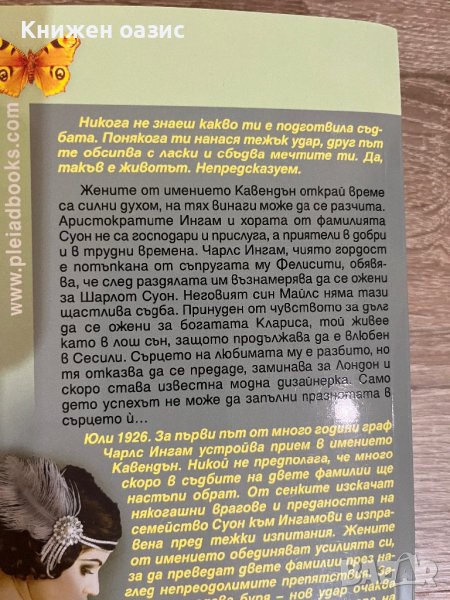 Книжен оазис
www.pleiadbooks.com
Никога не знаеш какво ти е подготвила съд-
бата. Понякога ти нанася тежък удар, друг път
те обсипва с ласки и сбъдва мечтите ти. Да,
такъв е животът. Непредсказуем.
Жените от имението Кавендън открай време
са силни духом, на тях винаги може да се разчита.
Аристократите Ингам и хората от фамилията
Суон не са господари и прислуга, а приятели в добри
и в трудни времена. Чарлс Ингам, чиято гордост
е потъпкана от съпругата му Фелисити, обявя-
ва, че след раздялата им възнамерява да се ожени
за Шарлот Суон. Неговият син Майлс няма тази
щастлива съдба. Принуден от чувството за дълг
да се ожени за богатата Клариса, той живее
като в лош сън, защото продължава да е влюбен
в Сесили. Сърцето на любимата му е разбито, но
тя отказва да се предаде, заминава за Лондон и
скоро става известна модна дизайнерка. Само
дето успехът не може да запълни празнотата в
сърцето ѝ...
Юли 1926. За първи път от много години граф
Чарлс Ингам устройва прием в имението
Кавендън. Никой не предполага, че много
скоро в съдбите на двете фамилии ще
настъпи обрат. От сенките изскачат
някогашни врагове и предаността на
семейство Суон към Ингамови е изпра-
вена пред тежки изпитания. Жените
от имението обединяват усилията си,
за да преведат двете фамилии през на-
глед непреодолимите препятствия. За-
буря – нов удар очаква